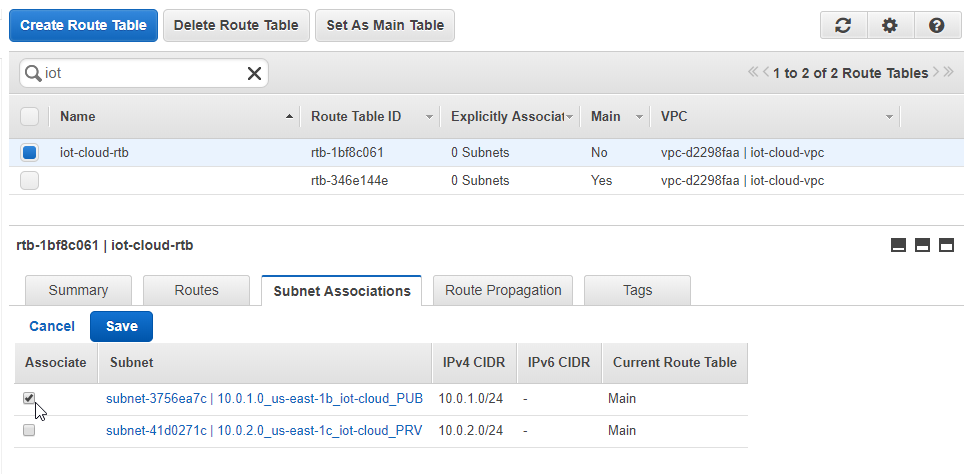 Create Route Table Delete Route Table Set As Main Table
iot 1 to 2 of 2 Route Tables
Name Route Table ID Explicitly Associat Main VPC
iot-cloud-rtb rtb-1bf8c061 0 Subnets No vpc-d2298faa | iot-cloud-vpc
rtb-346e144e 0 Subnets Yes vpc-d2298faa | iot-cloud-vpc
rtb-1bf8c061 | iot-cloud-rtb
Summary Routes Subnet Associations Route Propagation Tags
Cancel Save
Associate Subnet IPv4 CIDR IPv6 CIDR Current Route Table
subnet-3756ea7c | 10.0.1.0_us-east-1b_iot-cloud_PUB 10.0.1.0/24 - Main
subnet-41d0271c | 10.0.2.0_us-east-1c_iot-cloud_PRV 10.0.2.0/24 - Main